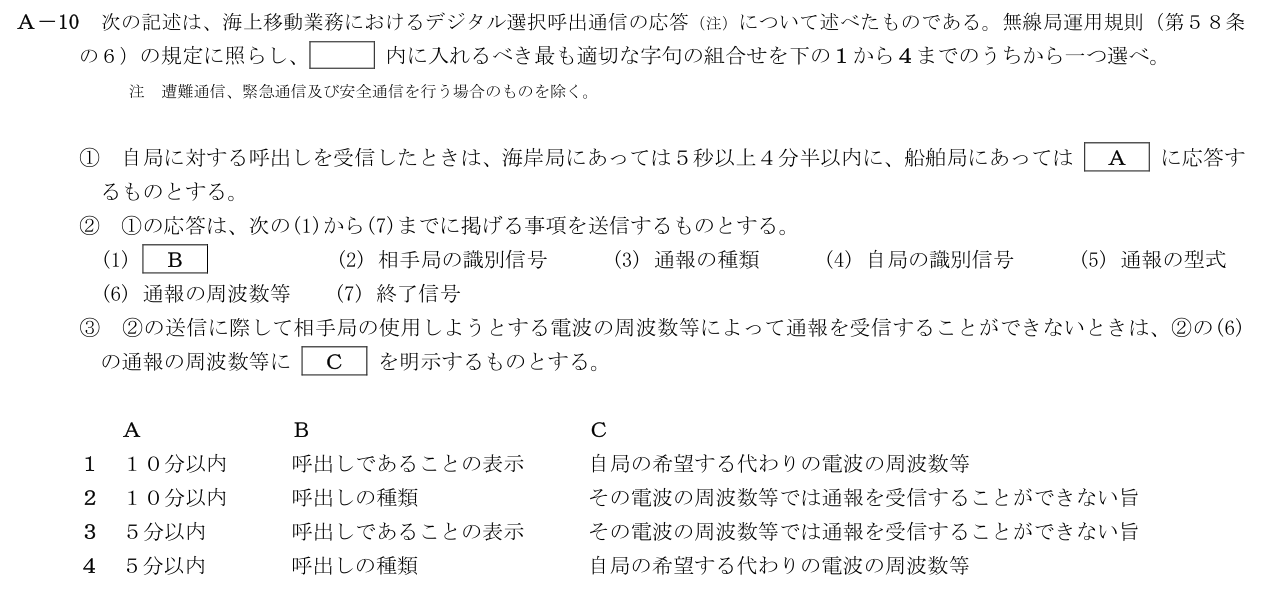 Ａ－10　次の記述は、海上移動業務におけるデジタル選択呼出通信の応答（注）について述べたものである。無線局運用規則（第５８条
の６）の規定に照らし、　　　内に入れるべき最も適切な字句の組合せを下の１から４までのうちから一つ選べ。
注　遭難通信、緊急通信及び安全通信を行う場合のものを除く。
①　自局に対する呼出しを受信したときは、海岸局にあっては５秒以上４分半以内に、船舶局にあっては A に応答す
るものとする。
②　①の応答は、次の(1)から(7)までに掲げる事項を送信するものとする。
(1) B　(2) 相手局の識別信号　(3) 通報の種類　(4) 自局の識別信号　(5) 通報の型式
(6) 通報の周波数等　(7) 終了信号
③　②の送信に際して相手局の使用しようとする電波の周波数等によって通報を受信することができないときは、②の(6)
の通報の周波数等に C を明示するものとする。
A　B　C
1　１０分以内　呼出しであることの表示　自局の希望する代わりの電波の周波数等
2　１０分以内　呼出しの種類　その電波の周波数等では通報を受信することができない旨
3　５分以内　呼出しであることの表示　その電波の周波数等では通報を受信することができない旨
4　５分以内　呼出しの種類　自局の希望する代わりの電波の周波数等